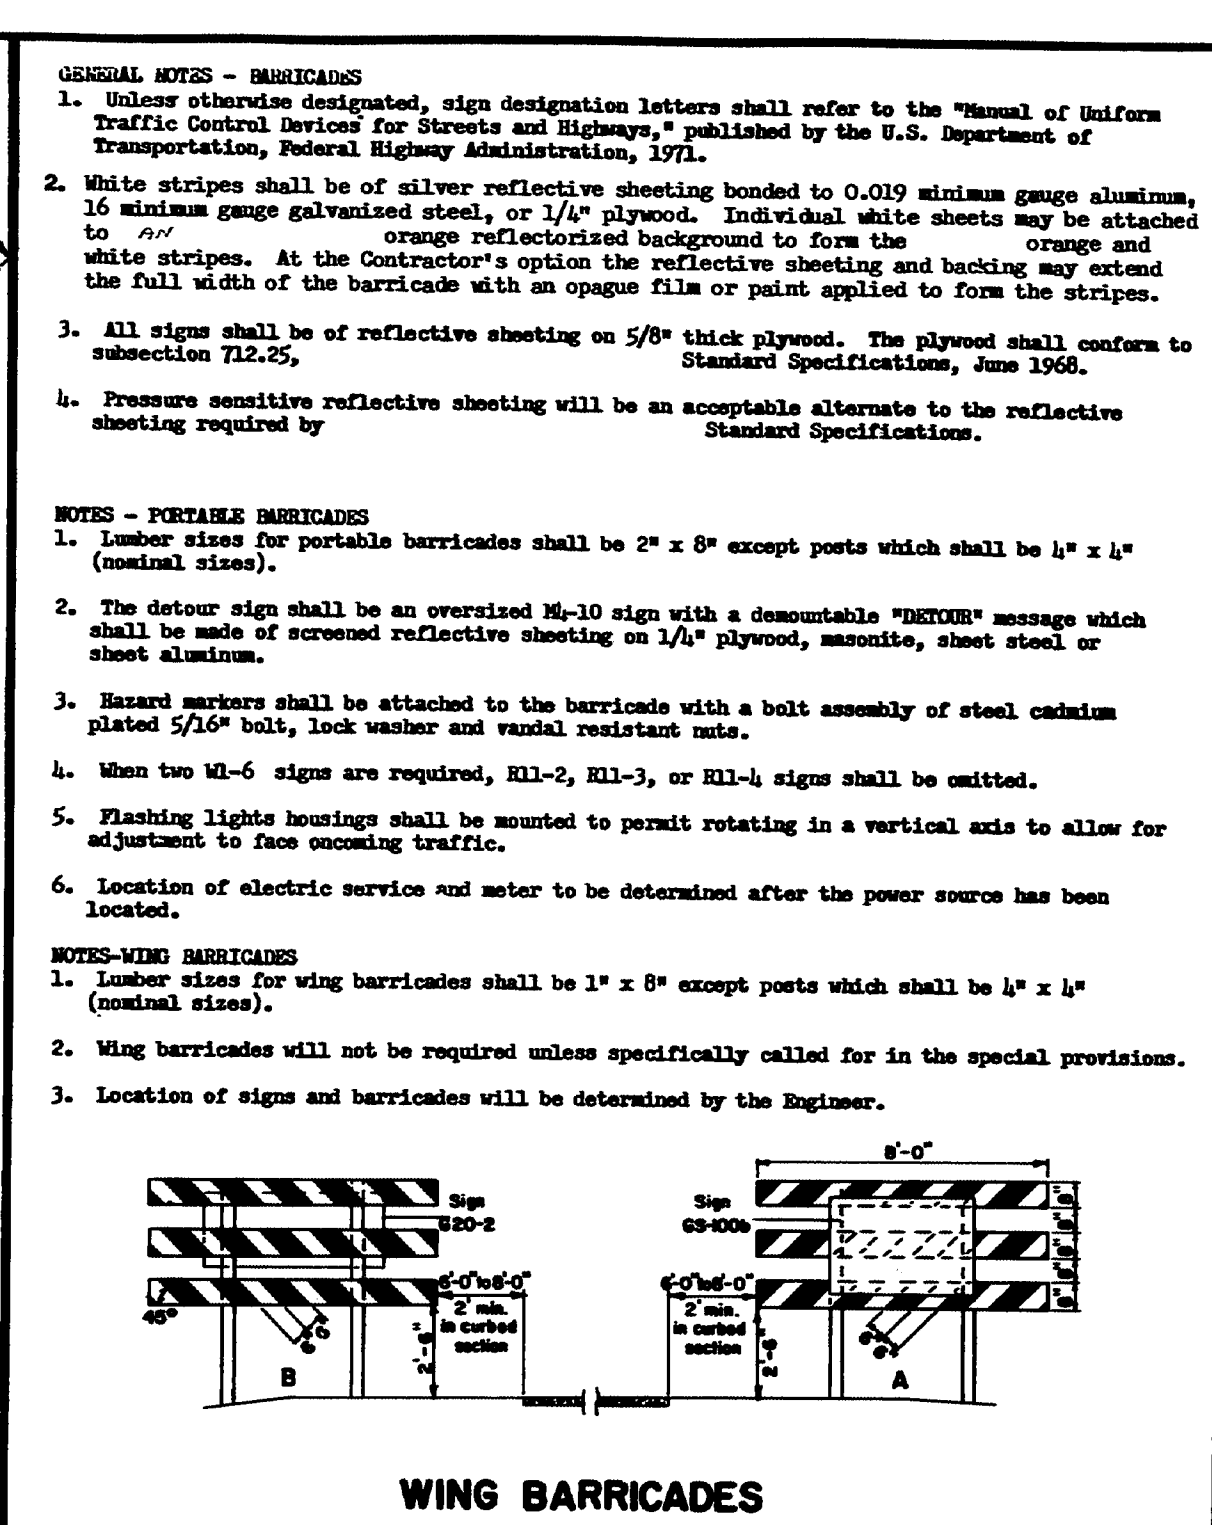 GENERAL NOTES - BARRICADES
1. Unless otherwise designated, sign designation letters shall refer to the "Manual of Uniform
Traffic Control Devices for Streets and Highways," published by the U.S. Department of
Transportation, Federal Highway Administration, 1971.
2. White stripes shall be of silver reflective sheeting bonded to 0.019 minimum gauge aluminum,
16 minimum gauge galvanized steel, or 1/4" plywood. Individual white sheets may be attached
to AN orange reflectorized background to form the orange and
white stripes. At the Contractor's option the reflective sheeting and backing may extend
the full width of the barricade with an opague film or paint applied to form the stripes.
3. All signs shall be of reflective sheeting on 5/8" thick plywood. The plywood shall conform to
subsection 712.25, Standard Specifications, June 1968.
4. Pressure sensitive reflective sheeting will be an acceptable alternate to the reflective
sheeting required by Standard Specifications.
NOTES - PORTABLE BARRICADES
1. Lumber sizes for portable barricades shall be 2" x 8" except posts which shall be 4" x 4"
(nominal sizes).
2. The detour sign shall be an oversized M4-10 sign with a demountable "DETOUR" message which
shall be made of screened reflective sheeting on 1/4" plywood, masonite, sheet steel or
sheet aluminum.
3. Hazard markers shall be attached to the barricade with a bolt assembly of steel cadmium
plated 5/16" bolt, lock washer and vandal resistant nuts.
4. When two W1-6 signs are required, R11-2, R11-3, or R11-4 signs shall be omitted.
5. Flashing lights housings shall be mounted to permit rotating in a vertical axis to allow for
adjustment to face oncoming traffic.
6. Location of electric service and meter to be determined after the power source has been
located.
NOTES-WING BARRICADES
1. Lumber sizes for wing barricades shall be 1" x 8" except posts which shall be 4" x 4"
(nominal sizes).
2. Wing barricades will not be required unless specifically called for in the special provisions.
3. Location of signs and barricades will be determined by the Engineer.
8'-0"
Sign
G20-2
Sign
GS-100b
8"
8"
8"
8"
8"
6'-0" to 8'-0"
2' min.
in curbed
section
6'-0" to 8'-0"
2' min.
in curbed
section
45°
6"
6"
2'-6"
2'-6"
6"
6"
B
A
WING BARRICADES